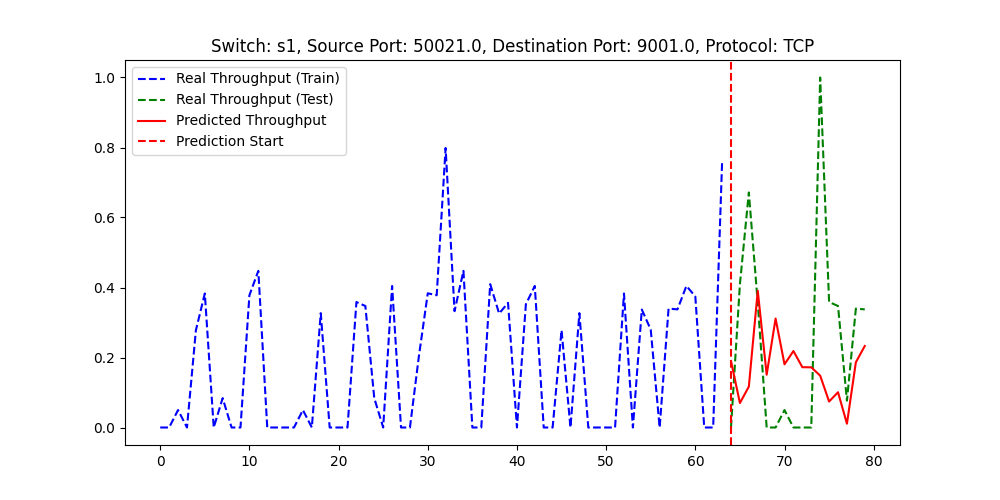 Switch: s1, Source Port: 50021.0, Destination Port: 9001.0, Protocol: TCP
Real Throughput (Train)
Real Throughput (Test)
Predicted Throughput
Prediction Start
1.0
0.8
0.6
0.4
0.2
0.0
0 10 20 30 40 50 60 70 80